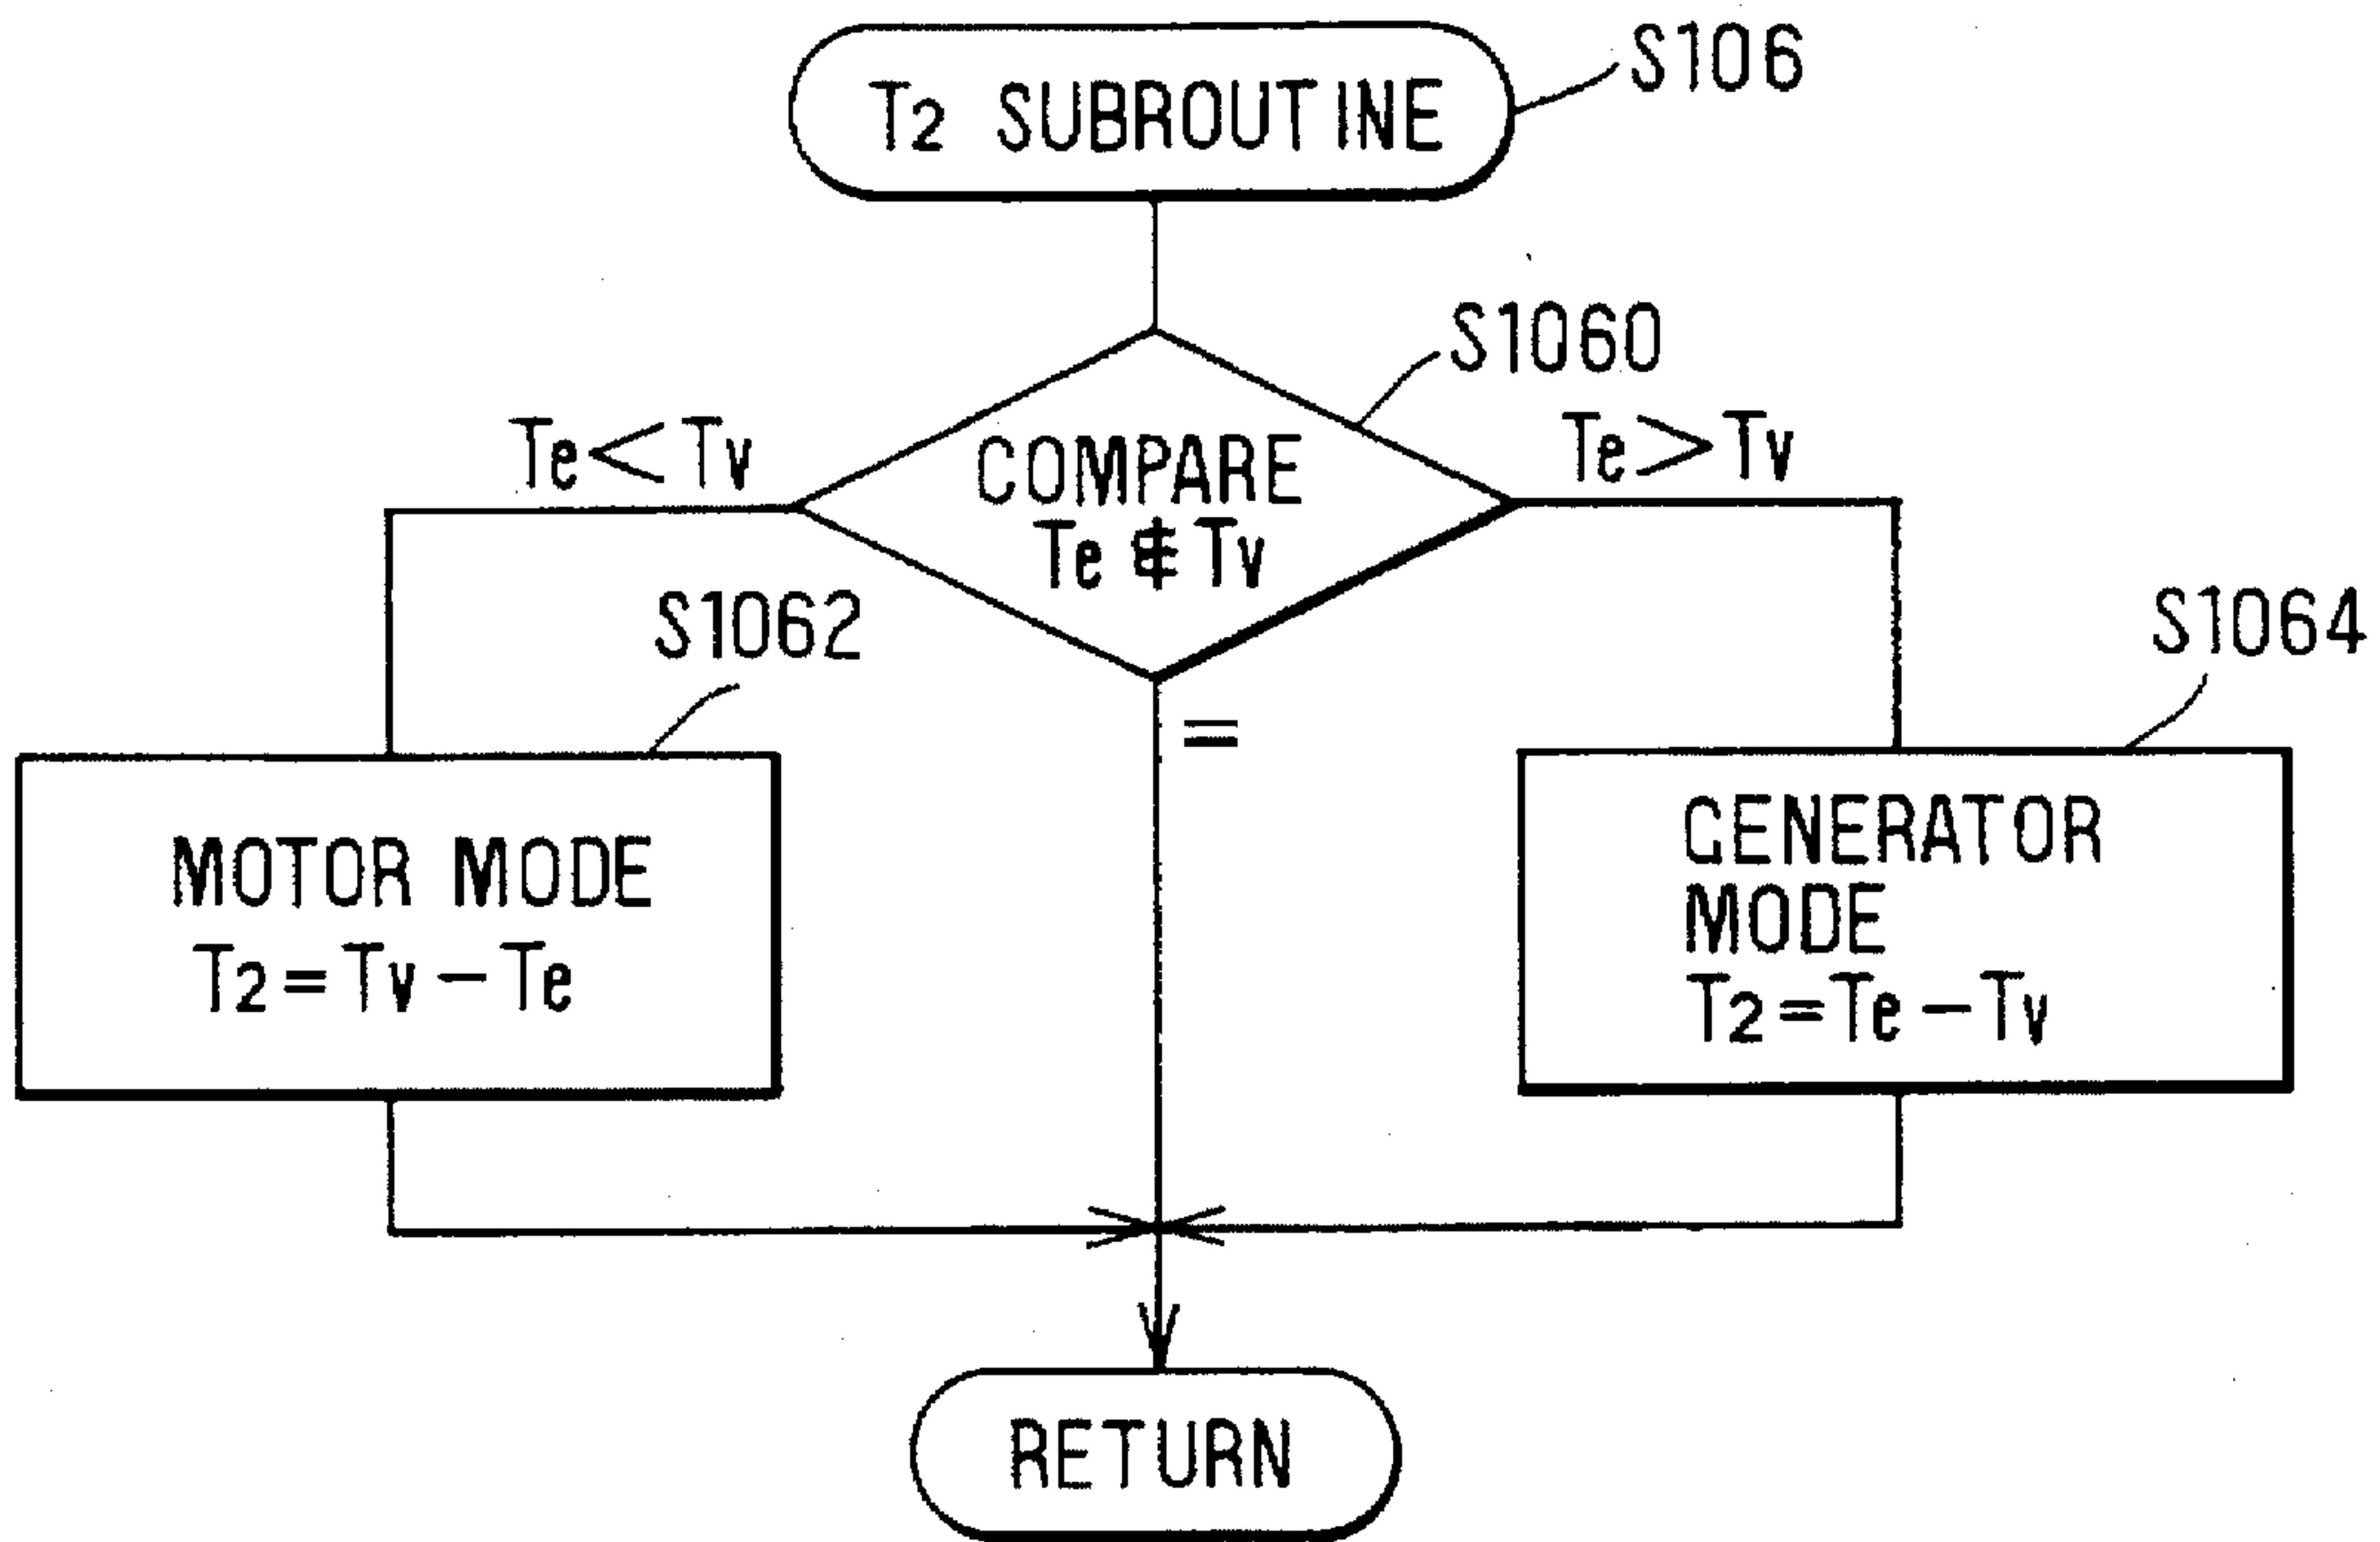 T2 SUBROUTINE
S106
S1060
Te<Tv
COMPARE
Te & Tv
Te>Tv
S1062
S1064
=
MOTOR MODE
T2=Tv-Te
GENERATOR
MODE
T2=Te-Tv
RETURN